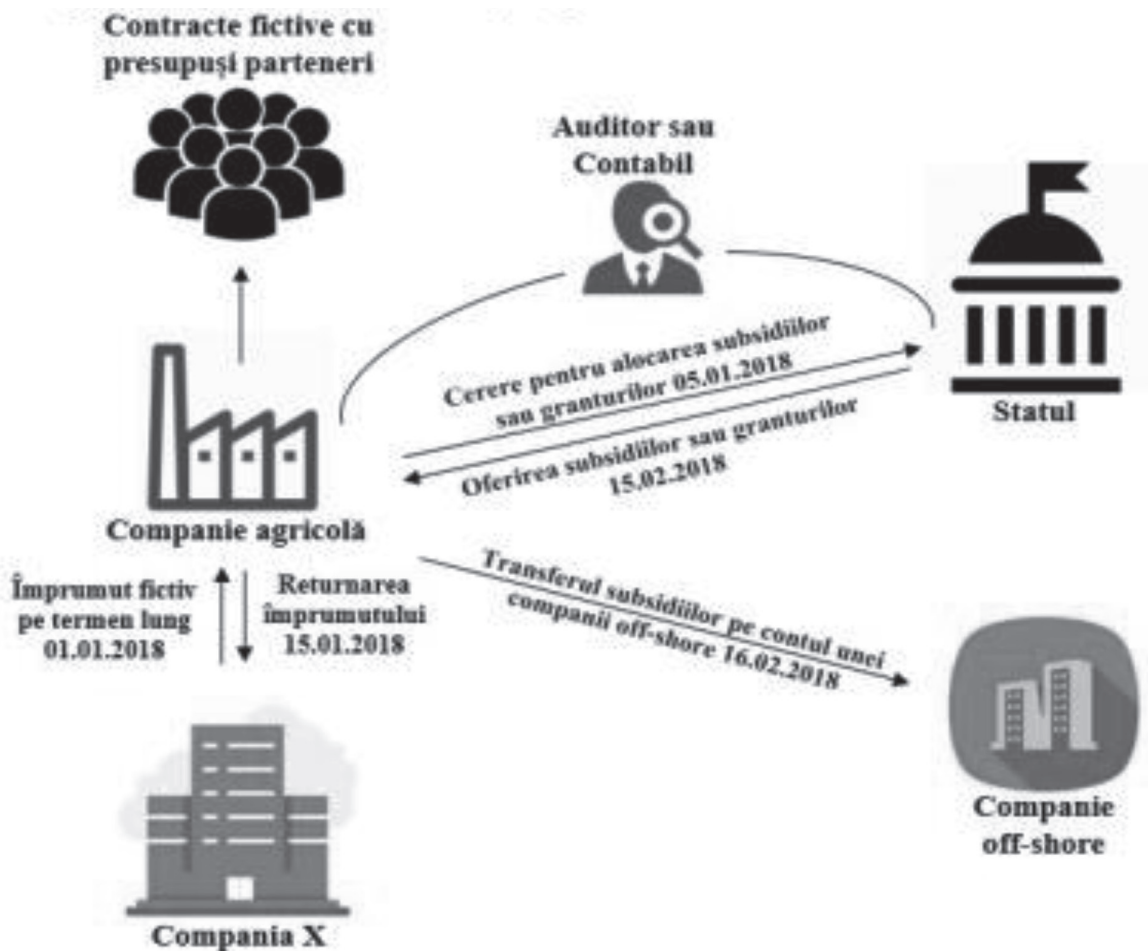 Contracte fictive cu
presupuși parteneri
Auditor sau
Contabil
Statul
Cerere pentru alocarea subsidiilor
sau granturilor 05.01.2018
Oferirea subsidiilor sau granturilor
15.02.2018
Companie agricolă
Împrumut fictiv
pe termen lung
01.01.2018
Returnarea
împrumutului
15.01.2018
Transferul subsidiilor pe contul unei
companii off-shore 16.02.2018
Companie
off-shore
Compania X